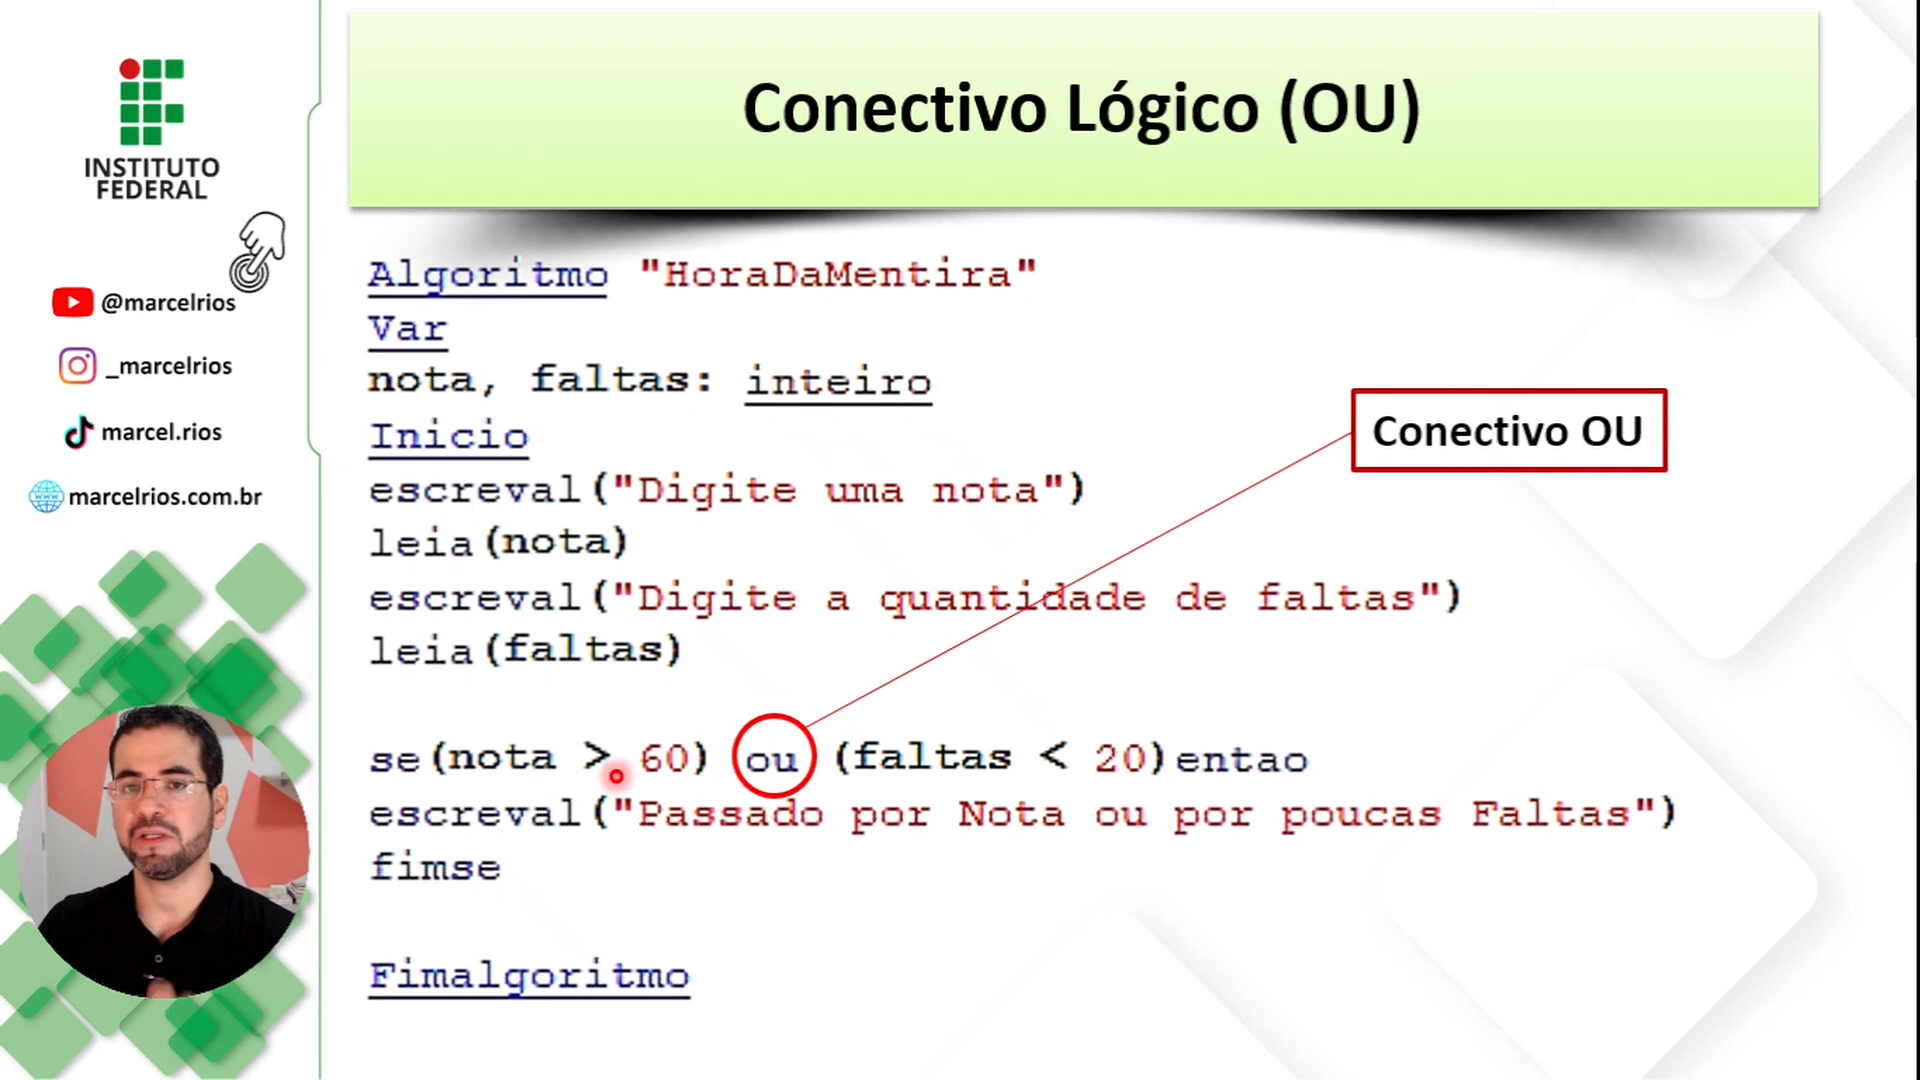 Conectivo Lógico (OU)
INSTITUTO
FEDERAL
@marcelrios
_marcelrios
marcel.rios
marcelrios.com.br
Algoritmo "HoraDaMentira"
Var
nota, faltas: inteiro
Inicio
escreval("Digite uma nota")
leia(nota)
escreval("Digite a quantidade de faltas")
leia(faltas)
Conectivo OU
se(nota > 60) ou (faltas < 20)entao
escreval("Passado por Nota ou por poucas Faltas")
fimse
Fimalgoritmo